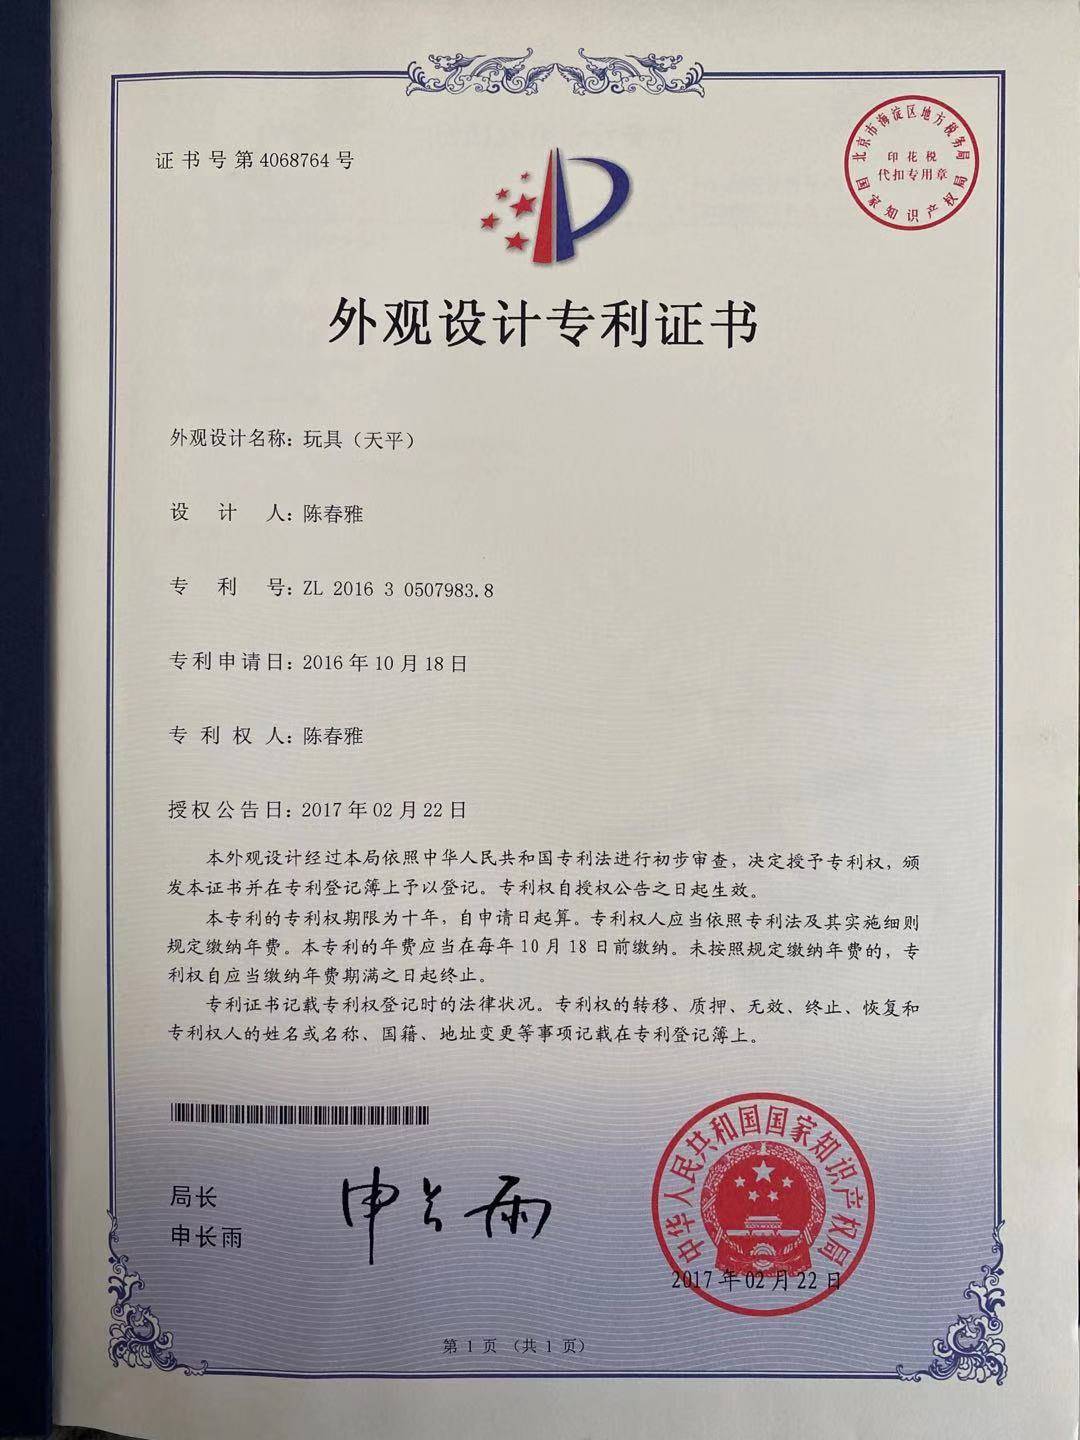 证书号第4068764号
北京市海淀区地方税务局
印花税
代扣专用章
国家知识产权局
外观设计专利证书
外观设计名称：玩具（天平）
设计人：陈春雅
专利号：ZL 2016 3 0507983.8
专利申请日：2016年10月18日
专利权人：陈春雅
授权公告日：2017年02月22日
本外观设计经过本局依照中华人民共和国专利法进行初步审查，决定授予专利权，颁
发本证书并在专利登记簿上予以登记。专利权自授权公告之日起生效。
本专利的专利权期限为十年，自申请日起算。专利权人应当依照专利法及其实施细则
规定缴纳年费。本专利的年费应当在每年10月18日前缴纳。未按照规定缴纳年费的，专
利权自应当缴纳年费期满之日起终止。
专利证书记载专利权登记时的法律状况。专利权的转移、质押、无效、终止、恢复和
专利权人的姓名或名称、国籍、地址变更等事项记载在专利登记簿上。
局长
申长雨
申长雨
中华人民共和国国家知识产权局
2017年02月22日
第1页（共1页）